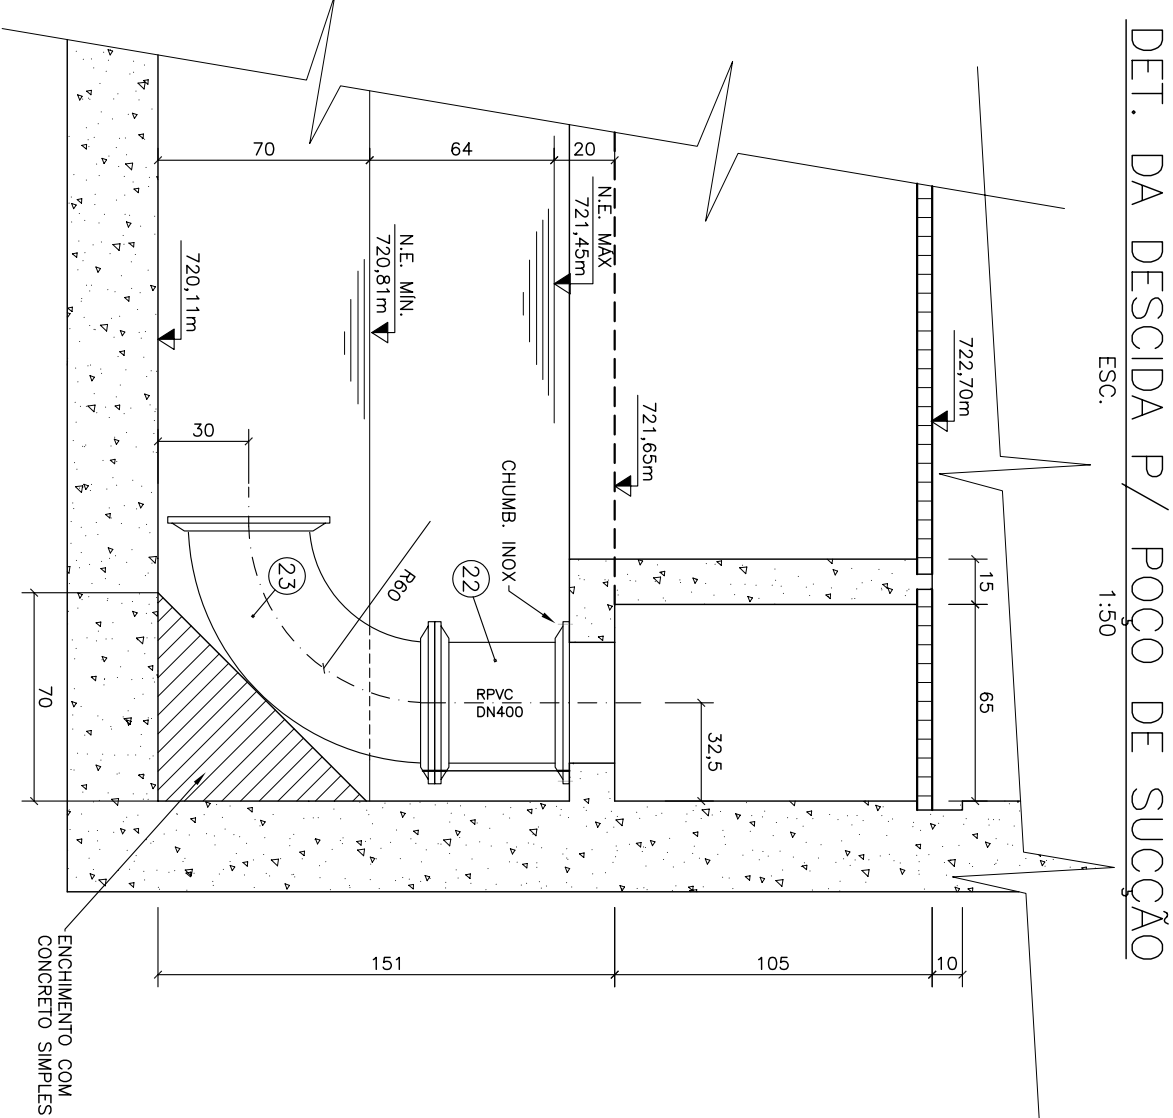 DET. DA DESCIDA P/ POÇO DE SUCÇÃO
ESC. 1:50
722,70m
15
65
721,65m
32,5
N.E. MÁX
721,45m
20
64
70
N.E. MÍN.
720,81m
720,11m
CHUMB. INOX
22
RPVC
DN400
R60
23
30
70
10
105
151
ENCHIMENTO COM
CONCRETO SIMPLES